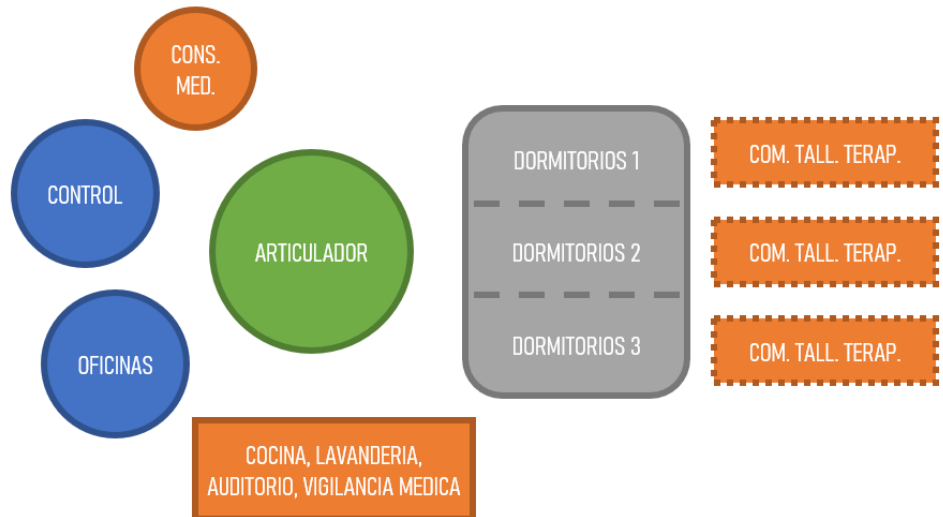 CONS.
MED.
CONTROL
ARTICULADOR
OFICINAS
DORMITORIOS 1
DORMITORIOS 2
DORMITORIOS 3
COM. TALL. TERAP.
COM. TALL. TERAP.
COM. TALL. TERAP.
COCINA, LAVANDERIA,
AUDITORIO, VIGILANCIA MEDICA